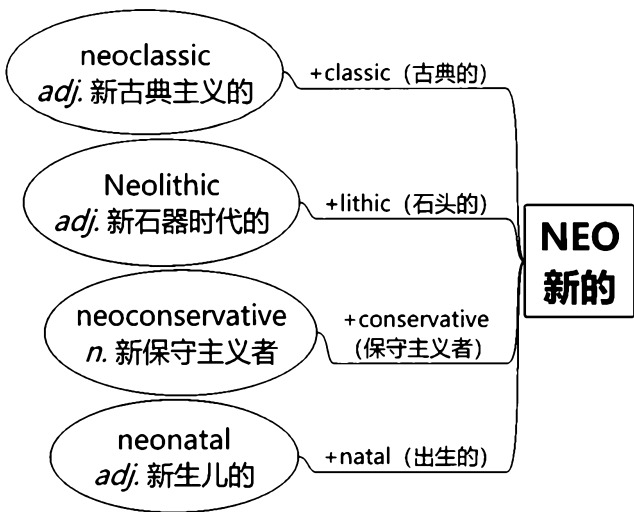 neoclassic
adj. 新古典主义的
+classic（古典的）
Neolithic
adj. 新石器时代的
+lithic（石头的）
NEO
新的
neoconservative
n. 新保守主义者
+conservative
（保守主义者）
neonatal
adj. 新生儿的
+natal（出生的）